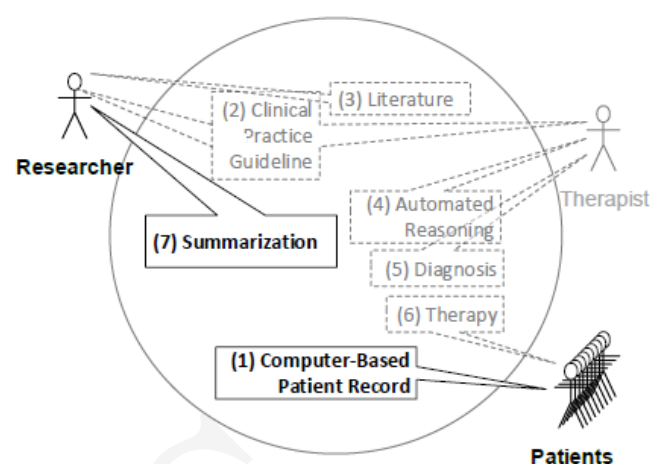 (3) Literature
(2) Clinical
Practice
Guideline
Researcher
Therapist
(4) Automated
Reasoning
(7) Summarization
(5) Diagnosis
(6) Therapy
(1) Computer-Based
Patient Record
Patients